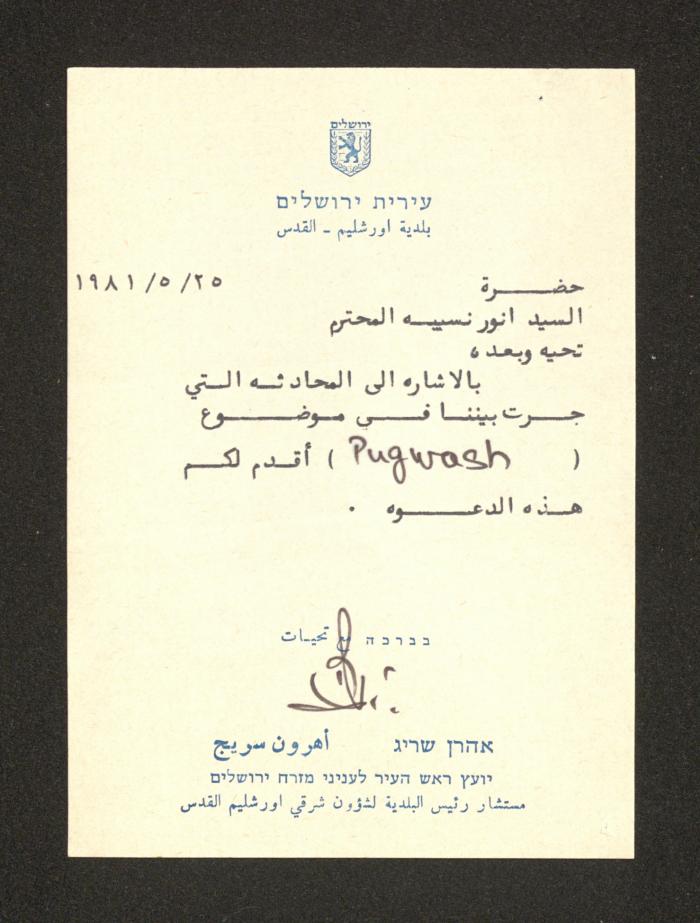 ירושלים
עירית ירושלים
بلدية اورشليم - القدس
١٩٨١/٥/٢٥
حضرة
السيد انور نسيبه المحترم
تحيه وبعده
بالاشاره الى المحادثه التي
جرت بيننا في موضوع
( Pugwash ) أقدم لكم
هذه الدعوه .
בברכה مع تحيات
אהרן שריג أهرون سريج
יועץ ראש העיר לעניני מזרח ירושלים
مستشار رئيس البلدية لشؤون شرقي اورشليم القدس